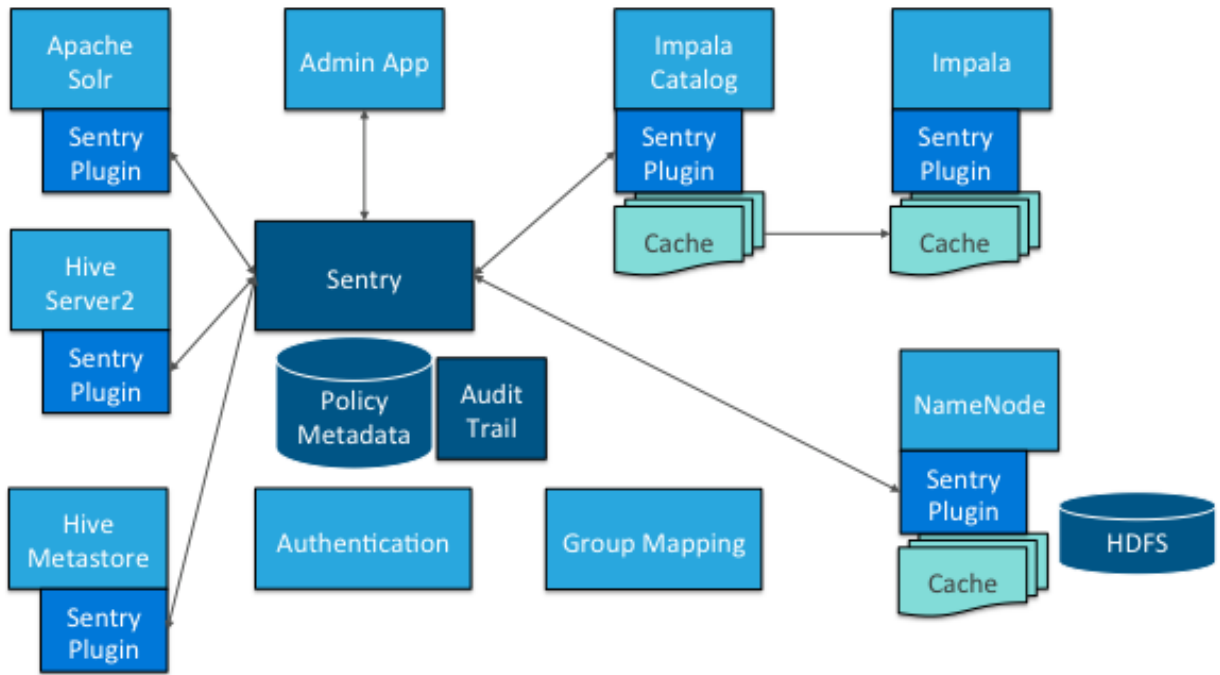 Apache
Solr
Sentry
Plugin
Admin App
Impala
Catalog
Sentry
Plugin
Cache
Impala
Sentry
Plugin
Cache
Hive
Server2
Sentry
Plugin
Sentry
Policy
Metadata
Audit
Trail
NameNode
Sentry
Plugin
Cache
HDFS
Hive
Metastore
Sentry
Plugin
Authentication
Group Mapping